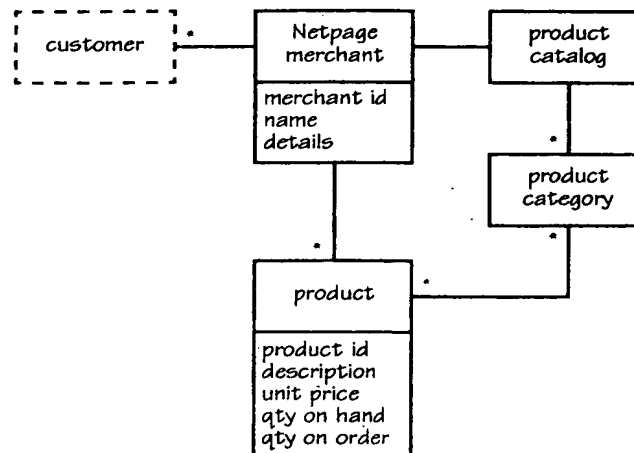 customer
*
Netpage
merchant
merchant id
name
details
product
catalog
*
product
category
*
*
*
product
product id
description
unit price
qty on hand
qty on order